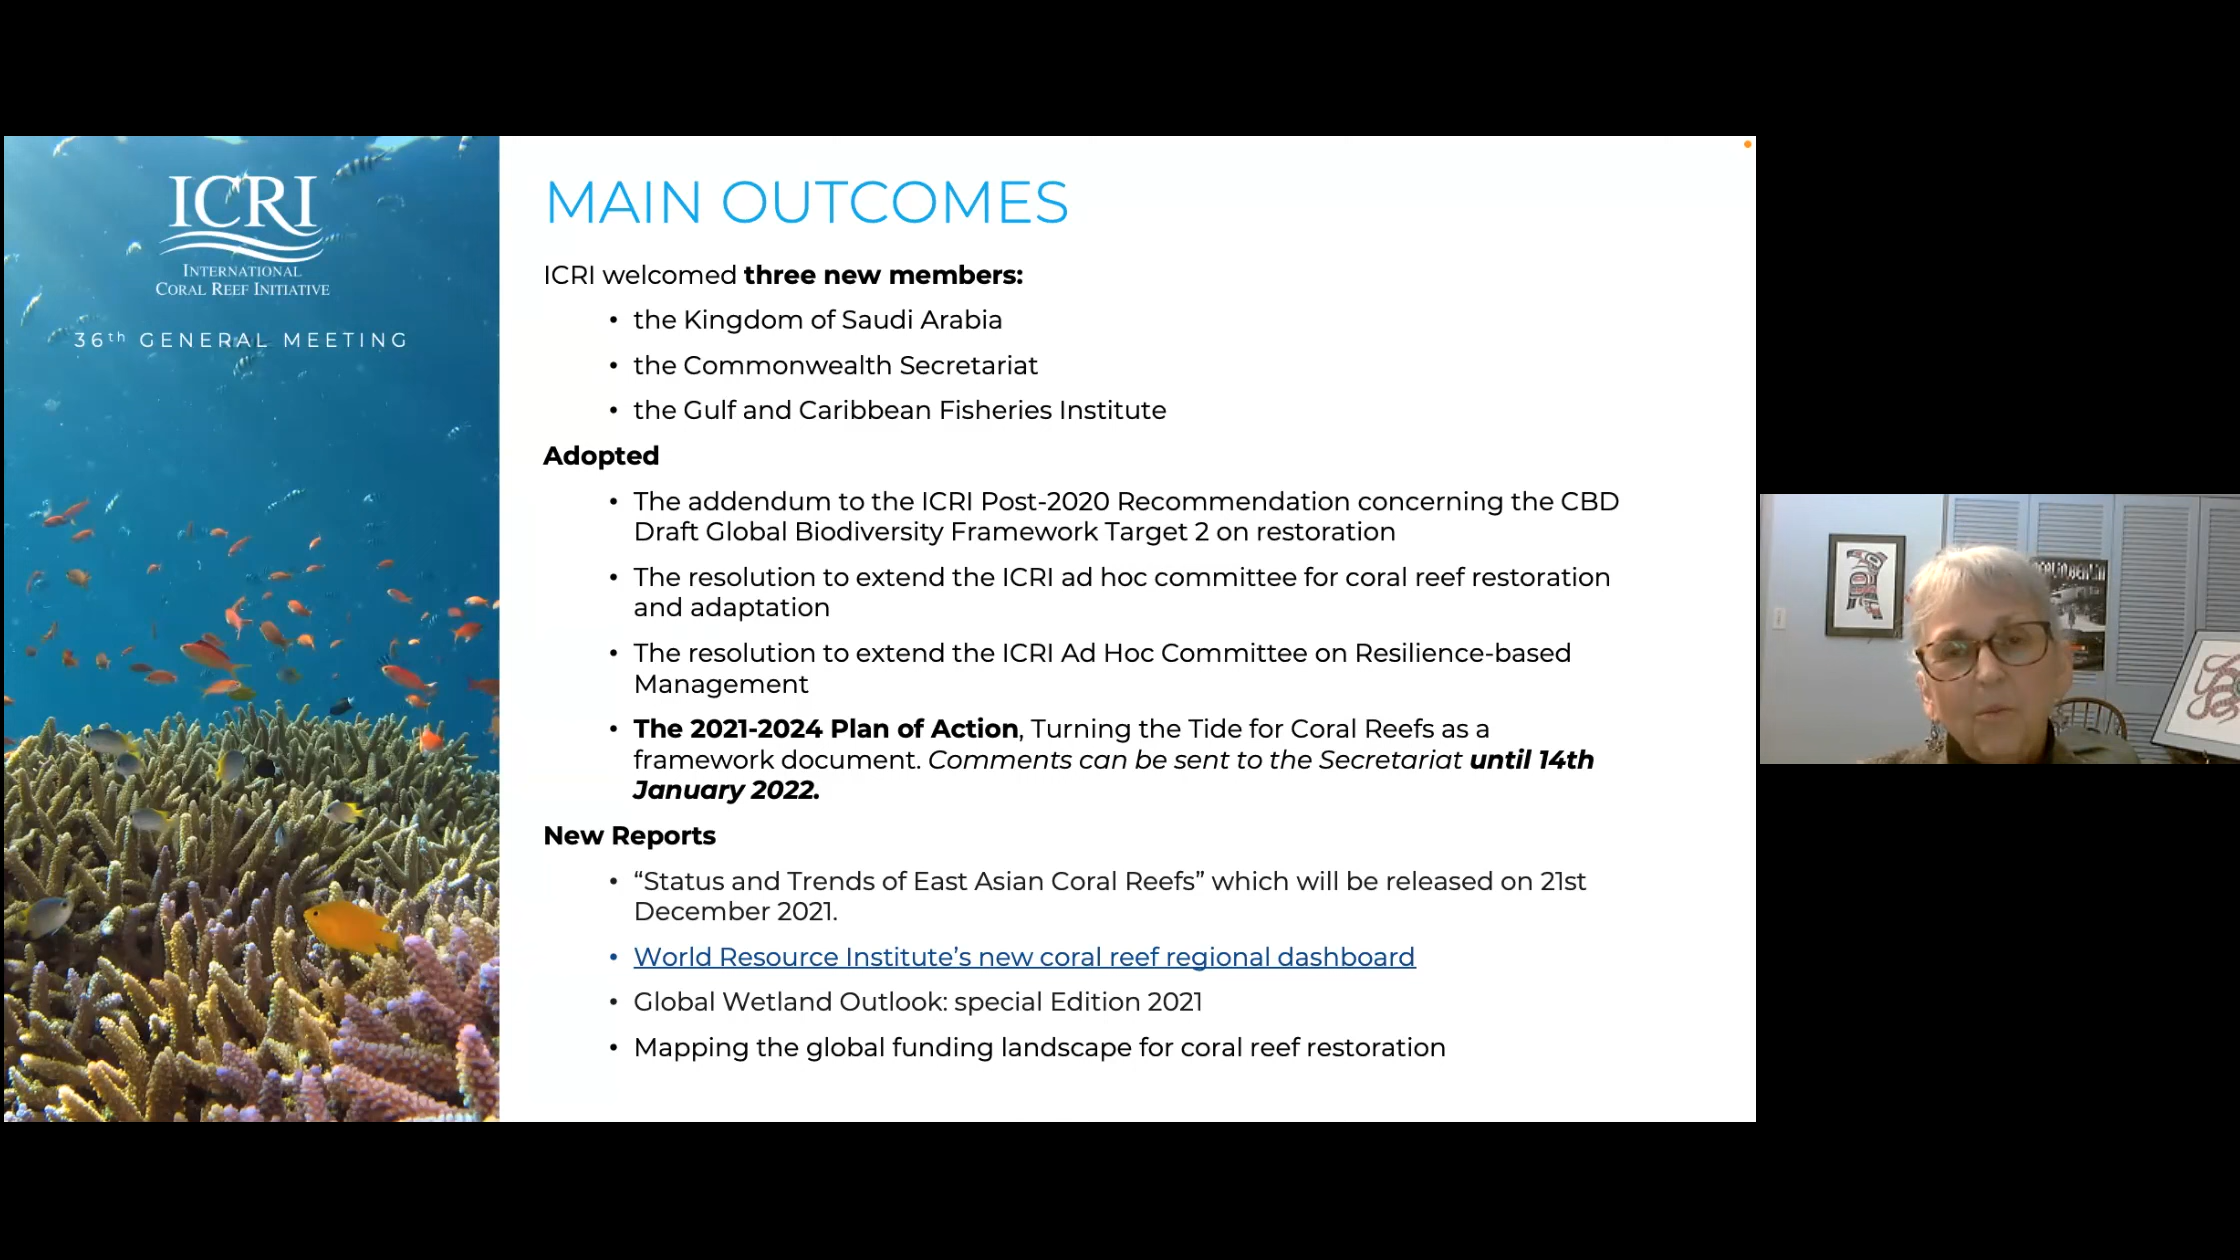 ICRI
INTERNATIONAL
CORAL REEF INITIATIVE
36th GENERAL MEETING
MAIN OUTCOMES
ICRI welcomed three new members:
• the Kingdom of Saudi Arabia
• the Commonwealth Secretariat
• the Gulf and Caribbean Fisheries Institute
Adopted
• The addendum to the ICRI Post-2020 Recommendation concerning the CBD
Draft Global Biodiversity Framework Target 2 on restoration
• The resolution to extend the ICRI ad hoc committee for coral reef restoration
and adaptation
• The resolution to extend the ICRI Ad Hoc Committee on Resilience-based
Management
• The 2021-2024 Plan of Action, Turning the Tide for Coral Reefs as a
framework document. Comments can be sent to the Secretariat until 14th
January 2022.
New Reports
• “Status and Trends of East Asian Coral Reefs” which will be released on 21st
December 2021.
• World Resource Institute’s new coral reef regional dashboard
• Global Wetland Outlook: special Edition 2021
• Mapping the global funding landscape for coral reef restoration